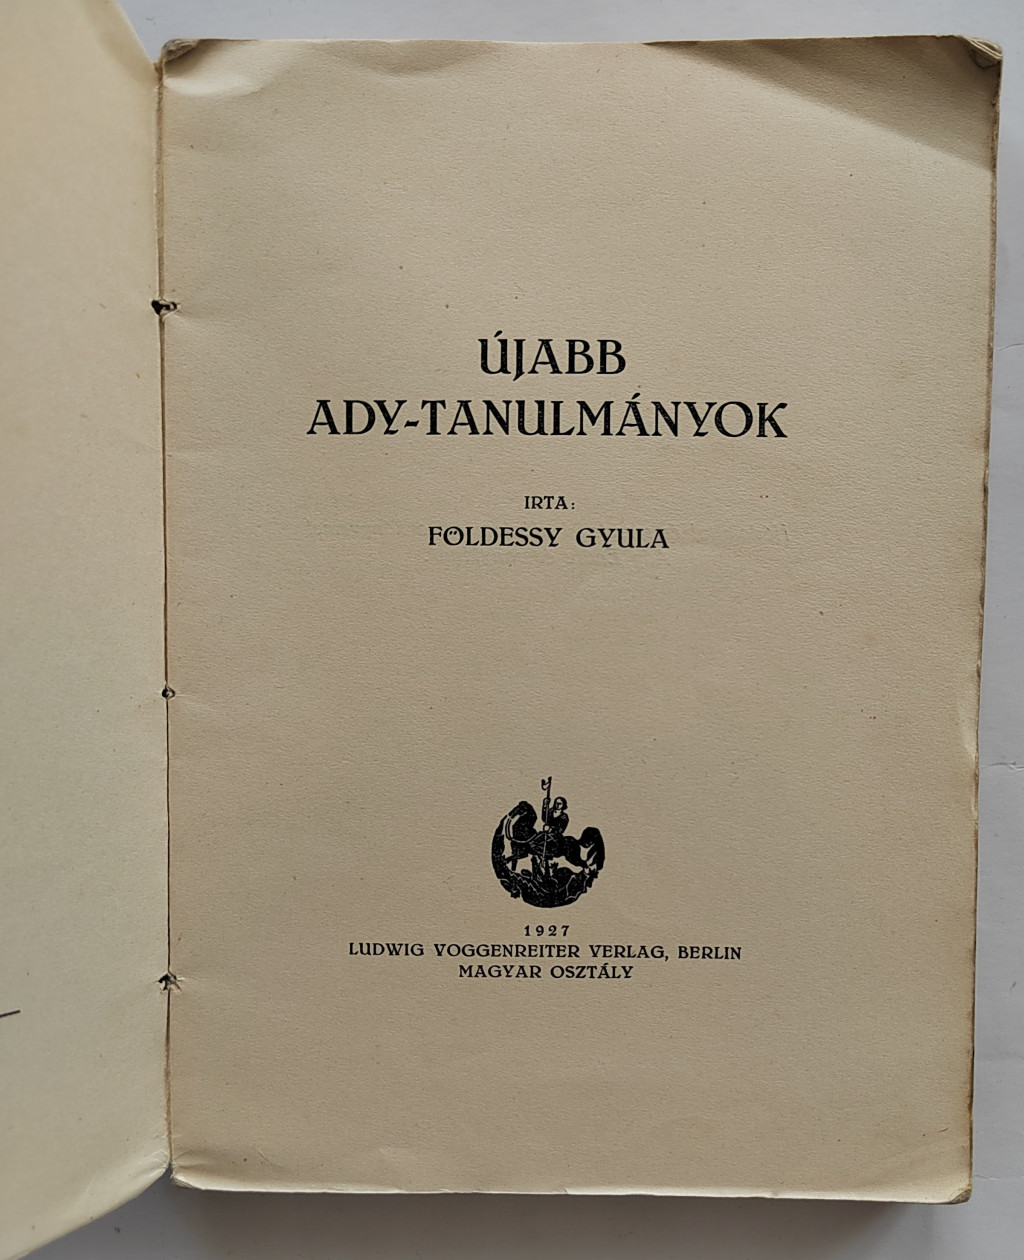 ÚJABB
ADY-TANULMÁNYOK
IRTA:
FÖLDESSY GYULA
1927
LUDWIG VOGGENREITER VERLAG, BERLIN
MAGYAR OSZTÁLY